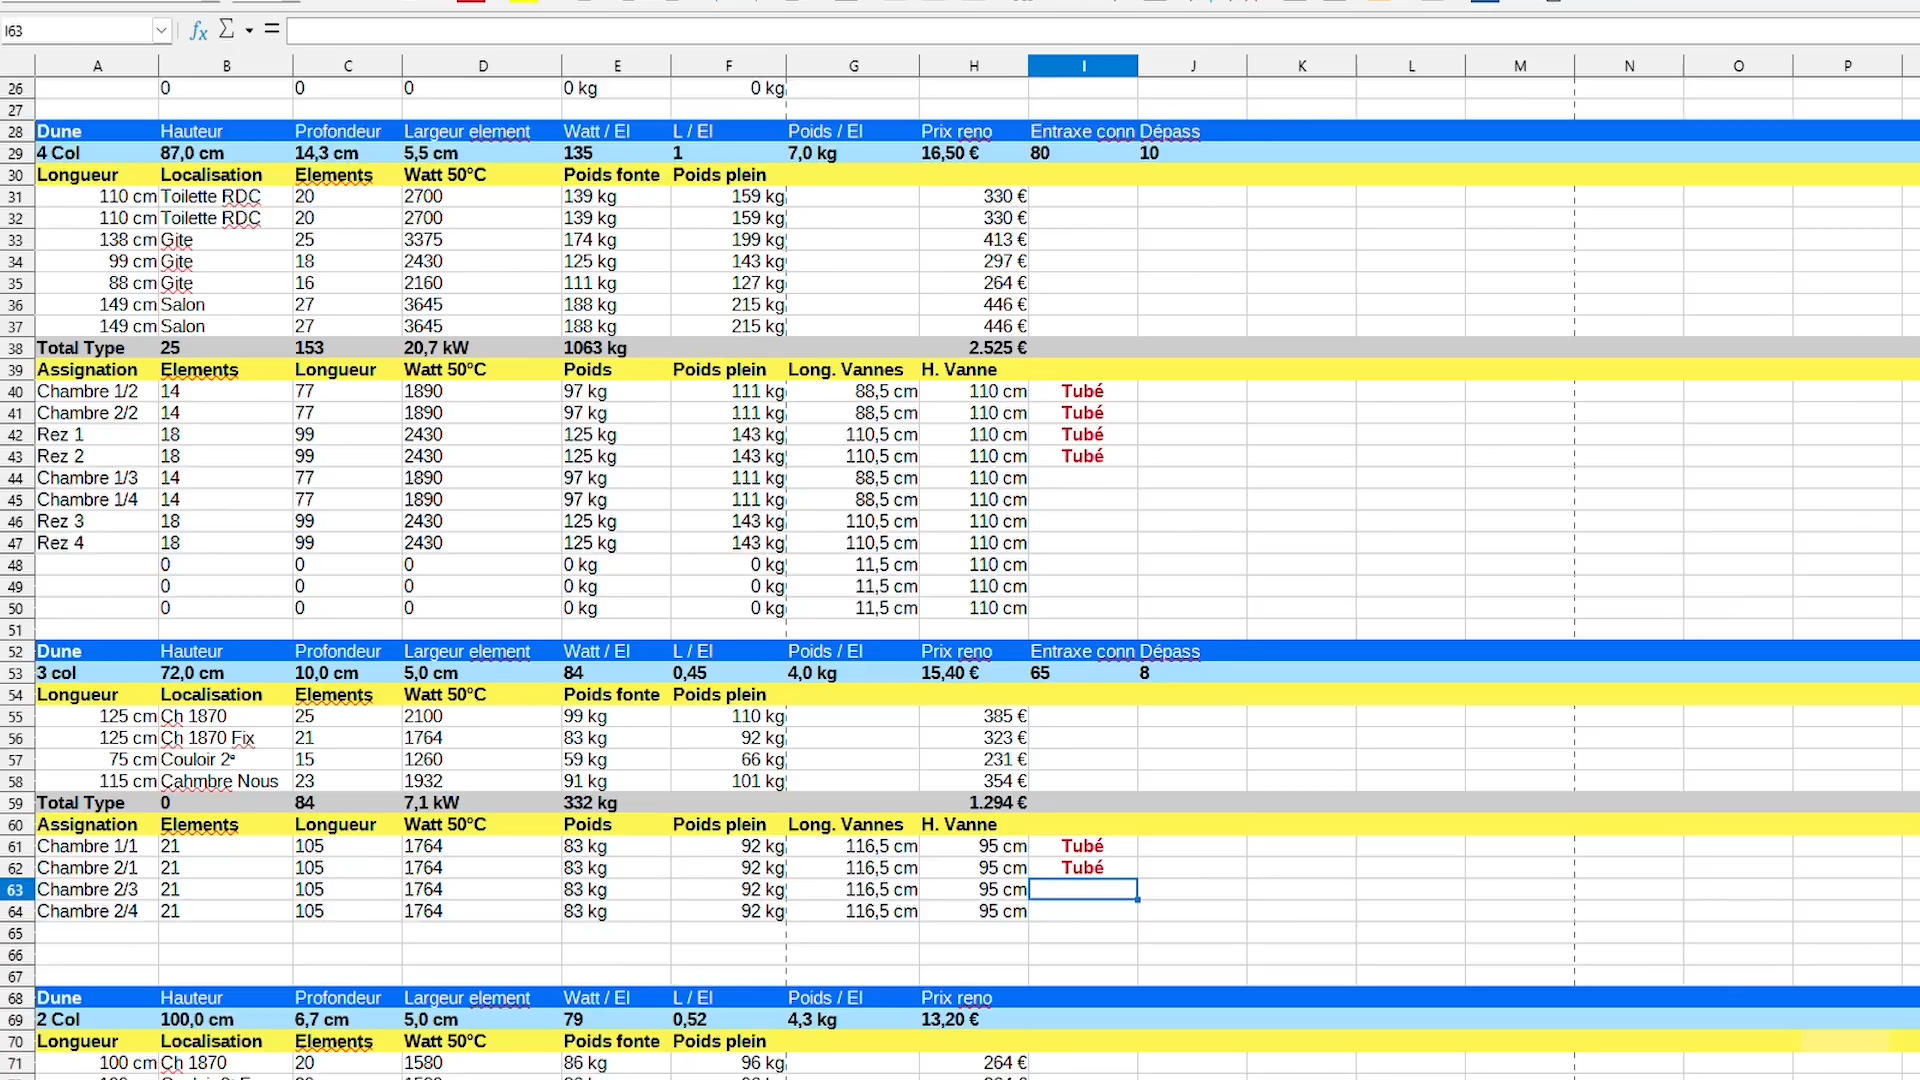 I63 fx Σ =
A B C D E F G H I J K L M N O P
26 0 0 0 0 kg 0 kg
27
28 Dune Hauteur Profondeur Largeur element Watt / El L / El Poids / El Prix reno Entraxe conn Dépass
29 4 Col 87,0 cm 14,3 cm 5,5 cm 135 1 7,0 kg 16,50 € 80 10
30 Longueur Localisation Elements Watt 50°C Poids fonte Poids plein
31 110 cm Toilette RDC 20 2700 139 kg 159 kg 330 €
32 110 cm Toilette RDC 20 2700 139 kg 159 kg 330 €
33 138 cm Gite 25 3375 174 kg 199 kg 413 €
34 99 cm Gite 18 2430 125 kg 143 kg 297 €
35 88 cm Gite 16 2160 111 kg 127 kg 264 €
36 149 cm Salon 27 3645 188 kg 215 kg 446 €
37 149 cm Salon 27 3645 188 kg 215 kg 446 €
38 Total Type 25 153 20,7 kW 1063 kg 2.525 €
39 Assignation Elements Longueur Watt 50°C Poids Poids plein Long. Vannes H. Vanne
40 Chambre 1/2 14 77 1890 97 kg 111 kg 88,5 cm 110 cm Tubé
41 Chambre 2/2 14 77 1890 97 kg 111 kg 88,5 cm 110 cm Tubé
42 Rez 1 18 99 2430 125 kg 143 kg 110,5 cm 110 cm Tubé
43 Rez 2 18 99 2430 125 kg 143 kg 110,5 cm 110 cm Tubé
44 Chambre 1/3 14 77 1890 97 kg 111 kg 88,5 cm 110 cm
45 Chambre 1/4 14 77 1890 97 kg 111 kg 88,5 cm 110 cm
46 Rez 3 18 99 2430 125 kg 143 kg 110,5 cm 110 cm
47 Rez 4 18 99 2430 125 kg 143 kg 110,5 cm 110 cm
48 0 0 0 0 kg 0 kg 11,5 cm 110 cm
49 0 0 0 0 kg 0 kg 11,5 cm 110 cm
50 0 0 0 0 kg 0 kg 11,5 cm 110 cm
51
52 Dune Hauteur Profondeur Largeur element Watt / El L / El Poids / El Prix reno Entraxe conn Dépass
53 3 col 72,0 cm 10,0 cm 5,0 cm 84 0,45 4,0 kg 15,40 € 65 8
54 Longueur Localisation Elements Watt 50°C Poids fonte Poids plein
55 125 cm Ch 1870 25 2100 99 kg 110 kg 385 €
56 125 cm Ch 1870 Fix 21 1764 83 kg 92 kg 323 €
57 75 cm Couloir 2ᵉ 15 1260 59 kg 66 kg 231 €
58 115 cm Cahmbre Nous 23 1932 91 kg 101 kg 354 €
59 Total Type 0 84 7,1 kW 332 kg 1.294 €
60 Assignation Elements Longueur Watt 50°C Poids Poids plein Long. Vannes H. Vanne
61 Chambre 1/1 21 105 1764 83 kg 92 kg 116,5 cm 95 cm Tubé
62 Chambre 2/1 21 105 1764 83 kg 92 kg 116,5 cm 95 cm Tubé
63 Chambre 2/3 21 105 1764 83 kg 92 kg 116,5 cm 95 cm
64 Chambre 2/4 21 105 1764 83 kg 92 kg 116,5 cm 95 cm
65
66
67
68 Dune Hauteur Profondeur Largeur element Watt / El L / El Poids / El Prix reno
69 2 Col 100,0 cm 6,7 cm 5,0 cm 79 0,52 4,3 kg 13,20 €
70 Longueur Localisation Elements Watt 50°C Poids fonte Poids plein
71 100 cm Ch 1870 20 1580 86 kg 96 kg 264 €